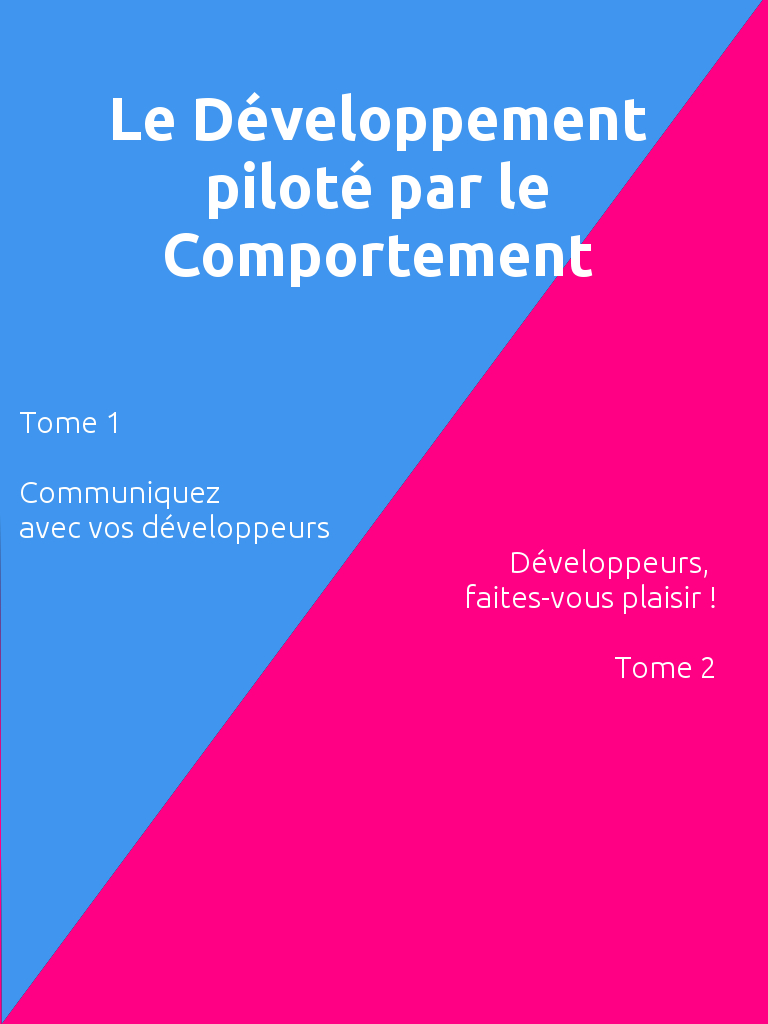 Le Développement
piloté par le
Comportement
Tome 1
Communiquez
avec vos développeurs
Développeurs,
faites-vous plaisir !
Tome 2